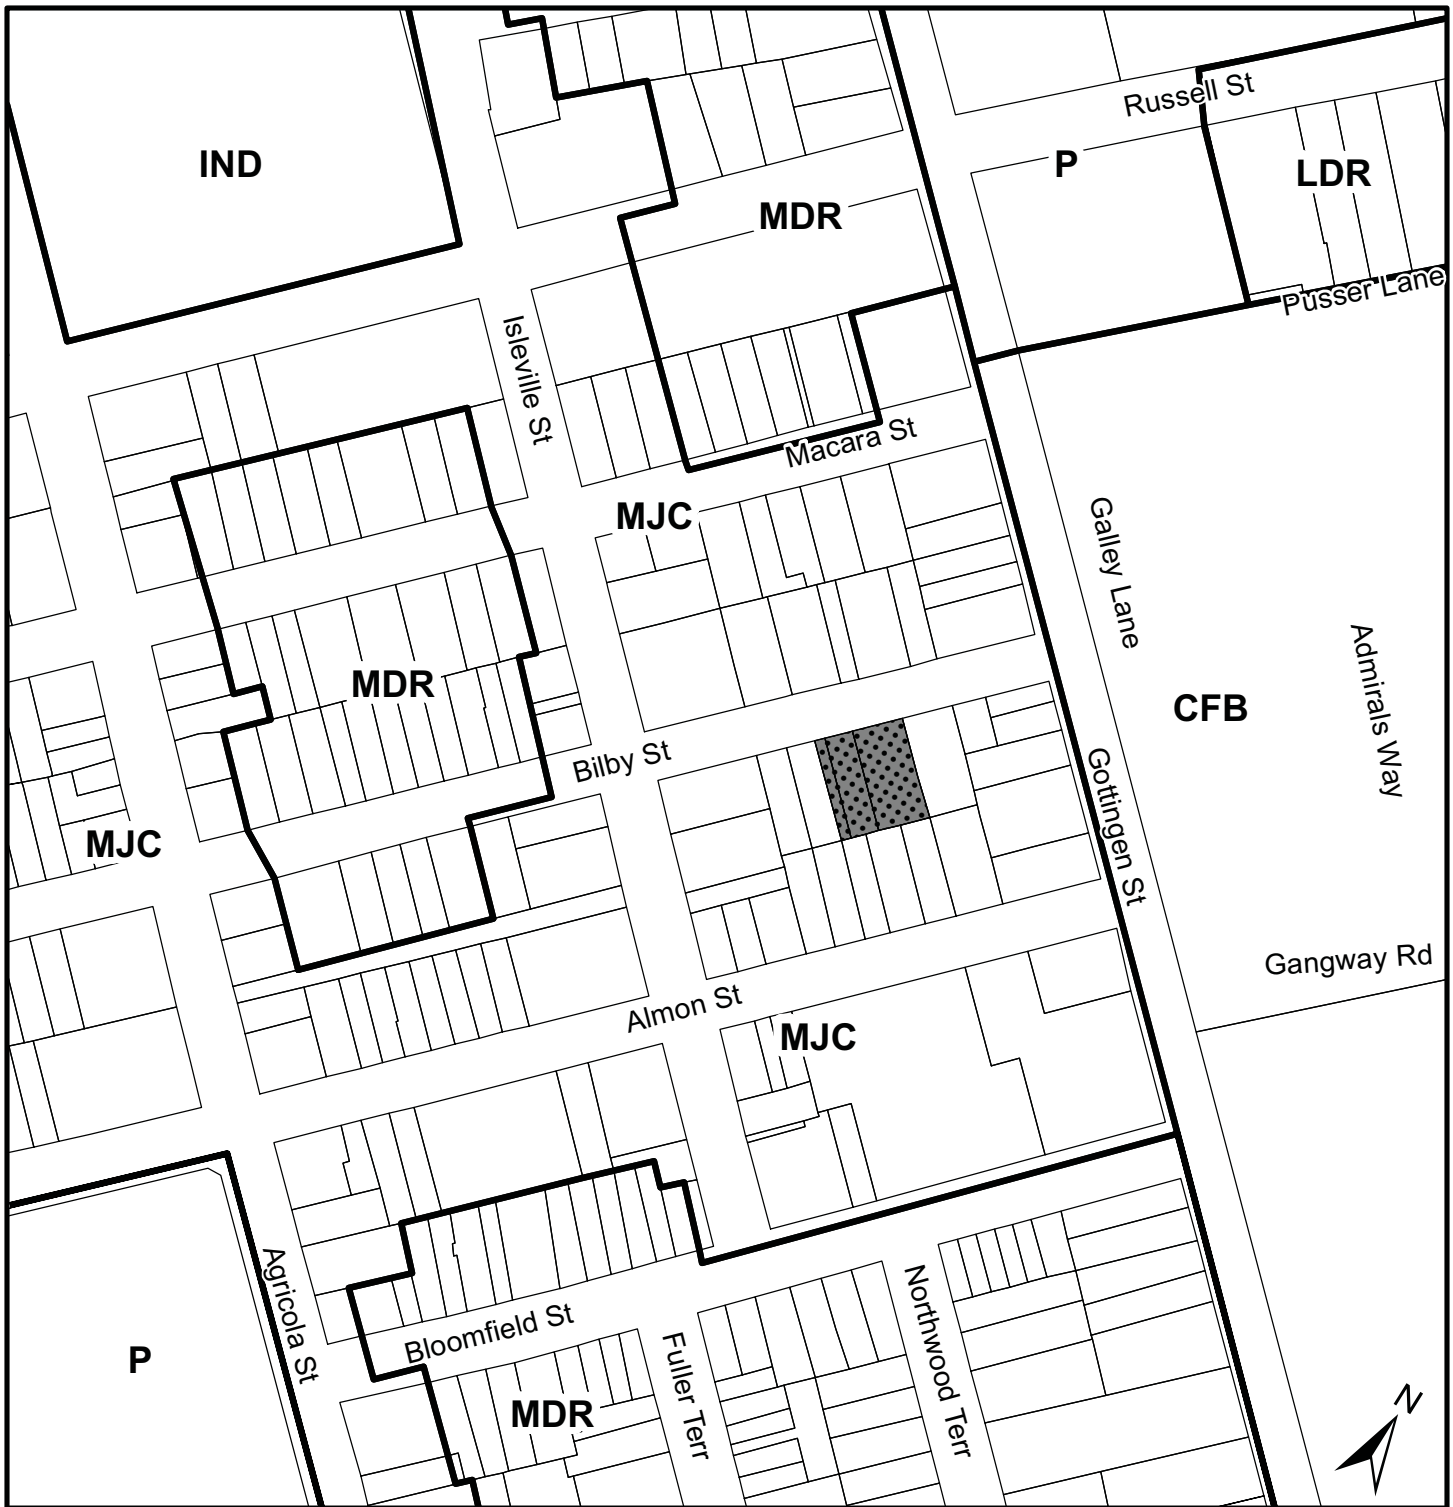 Russell St
IND
P
LDR
MDR
Pusser Lane
Isleville St
Macara St
MJC
Galley Lane
Admirals Way
MDR
CFB
Bilby St
Gottingen St
MJC
Gangway Rd
Almon St
MJC
Agricola St
Northwood Terr
Bloomfield St
P
Fuller Terr
MDR
N